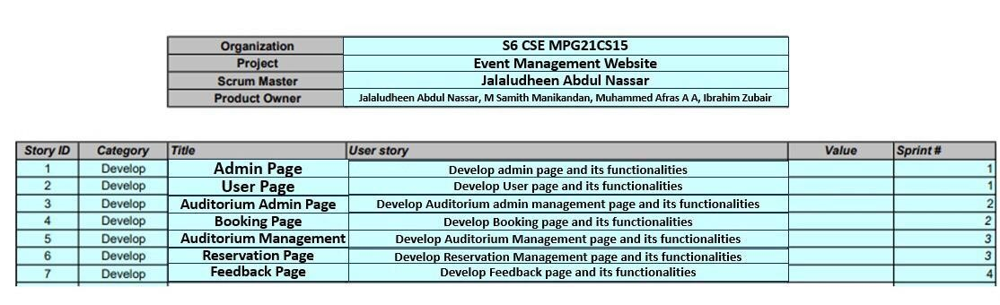 Organization S6 CSE MPG21CS15
Project Event Management Website
Scrum Master Jalaludheen Abdul Nassar
Product Owner Jalaludheen Abdul Nassar, M Samith Manikandan, Muhammed Afras A A, Ibrahim Zubair
Story ID Category Title User story Value Sprint #
1 Develop Admin Page Develop admin page and its functionalities 1
2 Develop User Page Develop User page and its functionalities 1
3 Develop Auditorium Admin Page Develop Auditorium admin management page and its functionalities 2
4 Develop Booking Page Develop Booking page and its functionalities 2
5 Develop Auditorium Management Develop Auditorium Management page and its functionalities 3
6 Develop Reservation Page Develop Reservation Management page and its functionalities 3
7 Develop Feedback Page Develop Feedback page and its functionalities 4